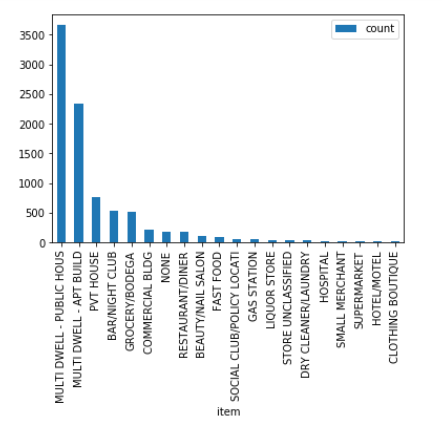 count
3500
3000
2500
2000
1500
1000
500
0
MULTI DWELL - PUBLIC HOUS
MULTI DWELL - APT BUILD
PVT HOUSE
BAR/NIGHT CLUB
GROCERY/BODEGA
COMMERCIAL BLDG
NONE
RESTAURANT/DINER
BEAUTY/NAIL SALON
FAST FOOD
SOCIAL CLUB/POLICY LOCATI
GAS STATION
LIQUOR STORE
STORE UNCLASSIFIED
DRY CLEANER/LAUNDRY
HOSPITAL
SMALL MERCHANT
SUPERMARKET
HOTEL/MOTEL
CLOTHING BOUTIQUE
item